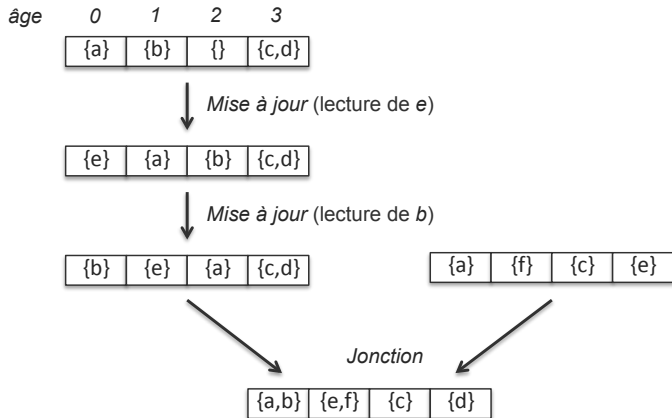 âge 0 1 2 3
{a} {b} {} {c,d}
Mise à jour (lecture de e)
{e} {a} {b} {c,d}
Mise à jour (lecture de b)
{b} {e} {a} {c,d}
{a} {f} {c} {e}
Jonction
{a,b} {e,f} {c} {d}